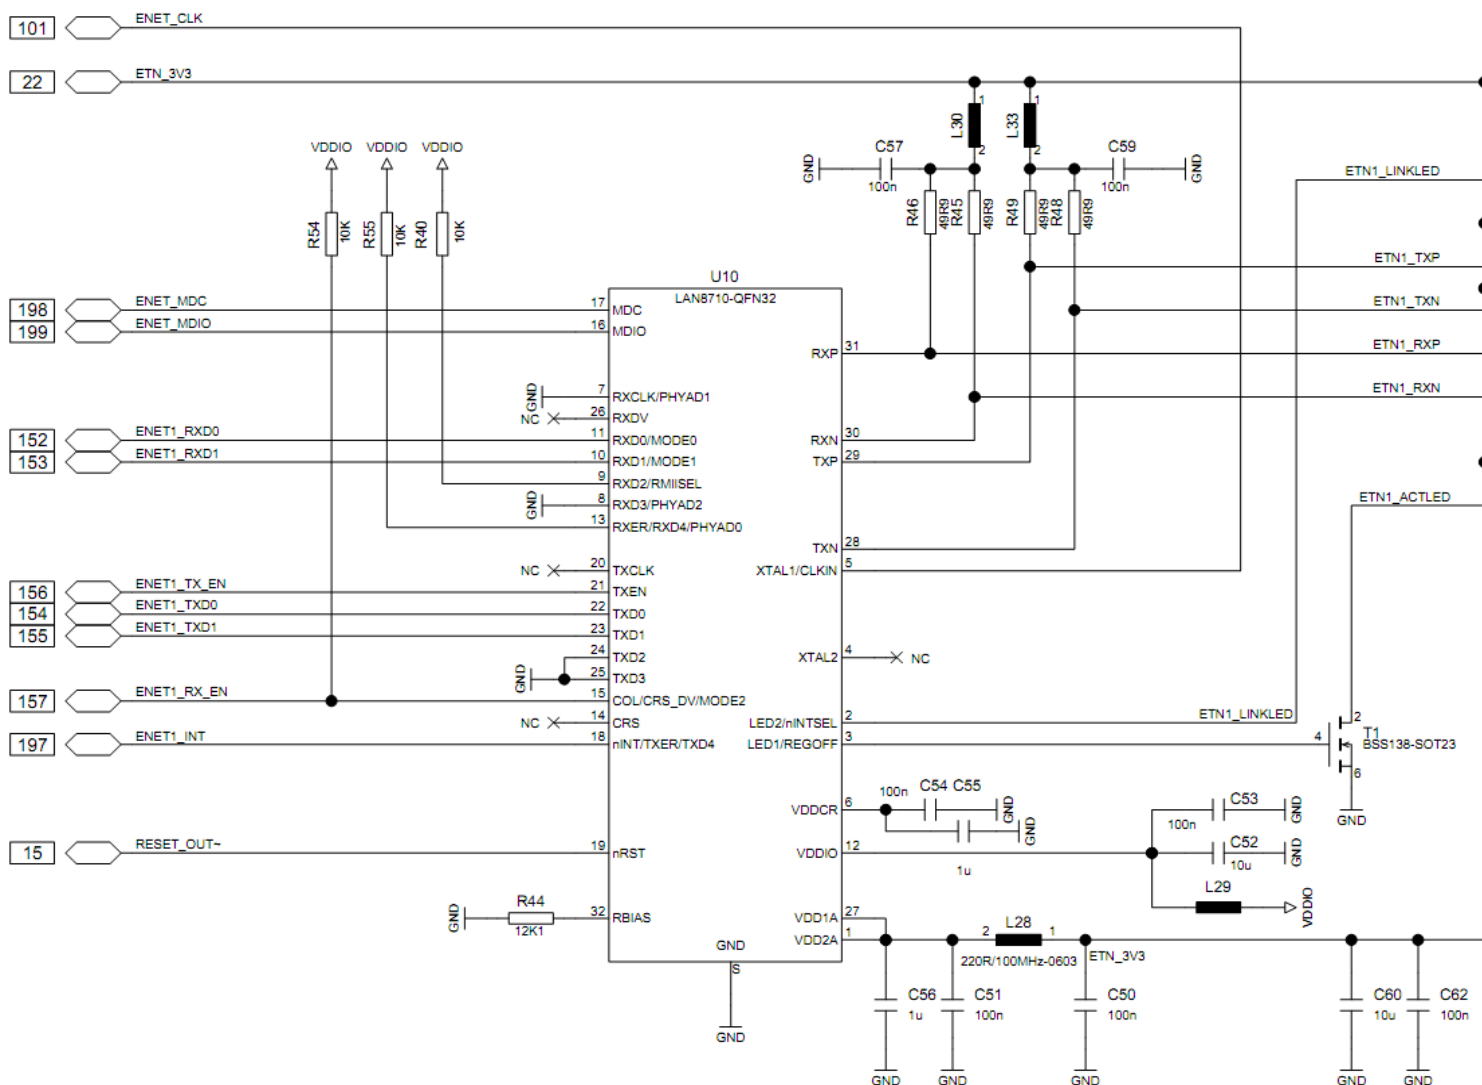 101 ENET_CLK
22 ETN_3V3
VDDIO VDDIO VDDIO
R54 10K
R55 10K
R40 10K
GND C57 100n
L30 1 2
L33 1 2
C59 100n GND
R46 49R9
R45 49R9
R49 49R9
R48 49R9
ETN1_LINKLED
ETN1_TXP
ETN1_TXN
ETN1_RXP
ETN1_RXN
ETN1_ACTLED
U10
LAN8710-QFN32
198 ENET_MDC 17 MDC
199 ENET_MDIO 16 MDIO
RXP 31
GND 7 RXCLK/PHYAD1
NC 26 RXDV
152 ENET1_RXD0 11 RXD0/MODE0
RXN 30
153 ENET1_RXD1 10 RXD1/MODE1
TXP 29
9 RXD2/RMIISEL
GND 8 RXD3/PHYAD2
13 RXER/RXD4/PHYAD0
TXN 28
NC 20 TXCLK
XTAL1/CLKIN 5
156 ENET1_TX_EN 21 TXEN
154 ENET1_TXD0 22 TXD0
155 ENET1_TXD1 23 TXD1
24 TXD2
XTAL2 4 NC
GND 25 TXD3
157 ENET1_RX_EN 15 COL/CRS_DV/MODE2
NC 14 CRS
LED2/nINTSEL 2 ETN1_LINKLED
197 ENET1_INT 18 nINT/TXER/TXD4
LED1/REGOFF 3
4 2 6 T1
BSS138-SOT23
GND
VDDCR 6
100n C54 C55 GND
GND
1u
C53 100n GND
15 RESET_OUT~ 19 nRST
VDDIO 12
C52 10u GND
L29 VDDIO
GND R44 12K1 32 RBIAS
VDD1A 27
VDD2A 1
GND
S
GND
2 L28 1
220R/100MHz-0603
ETN_3V3
C56 1u
C51 100n
C50 100n
C60 10u
C62 100n
GND GND GND GND GND